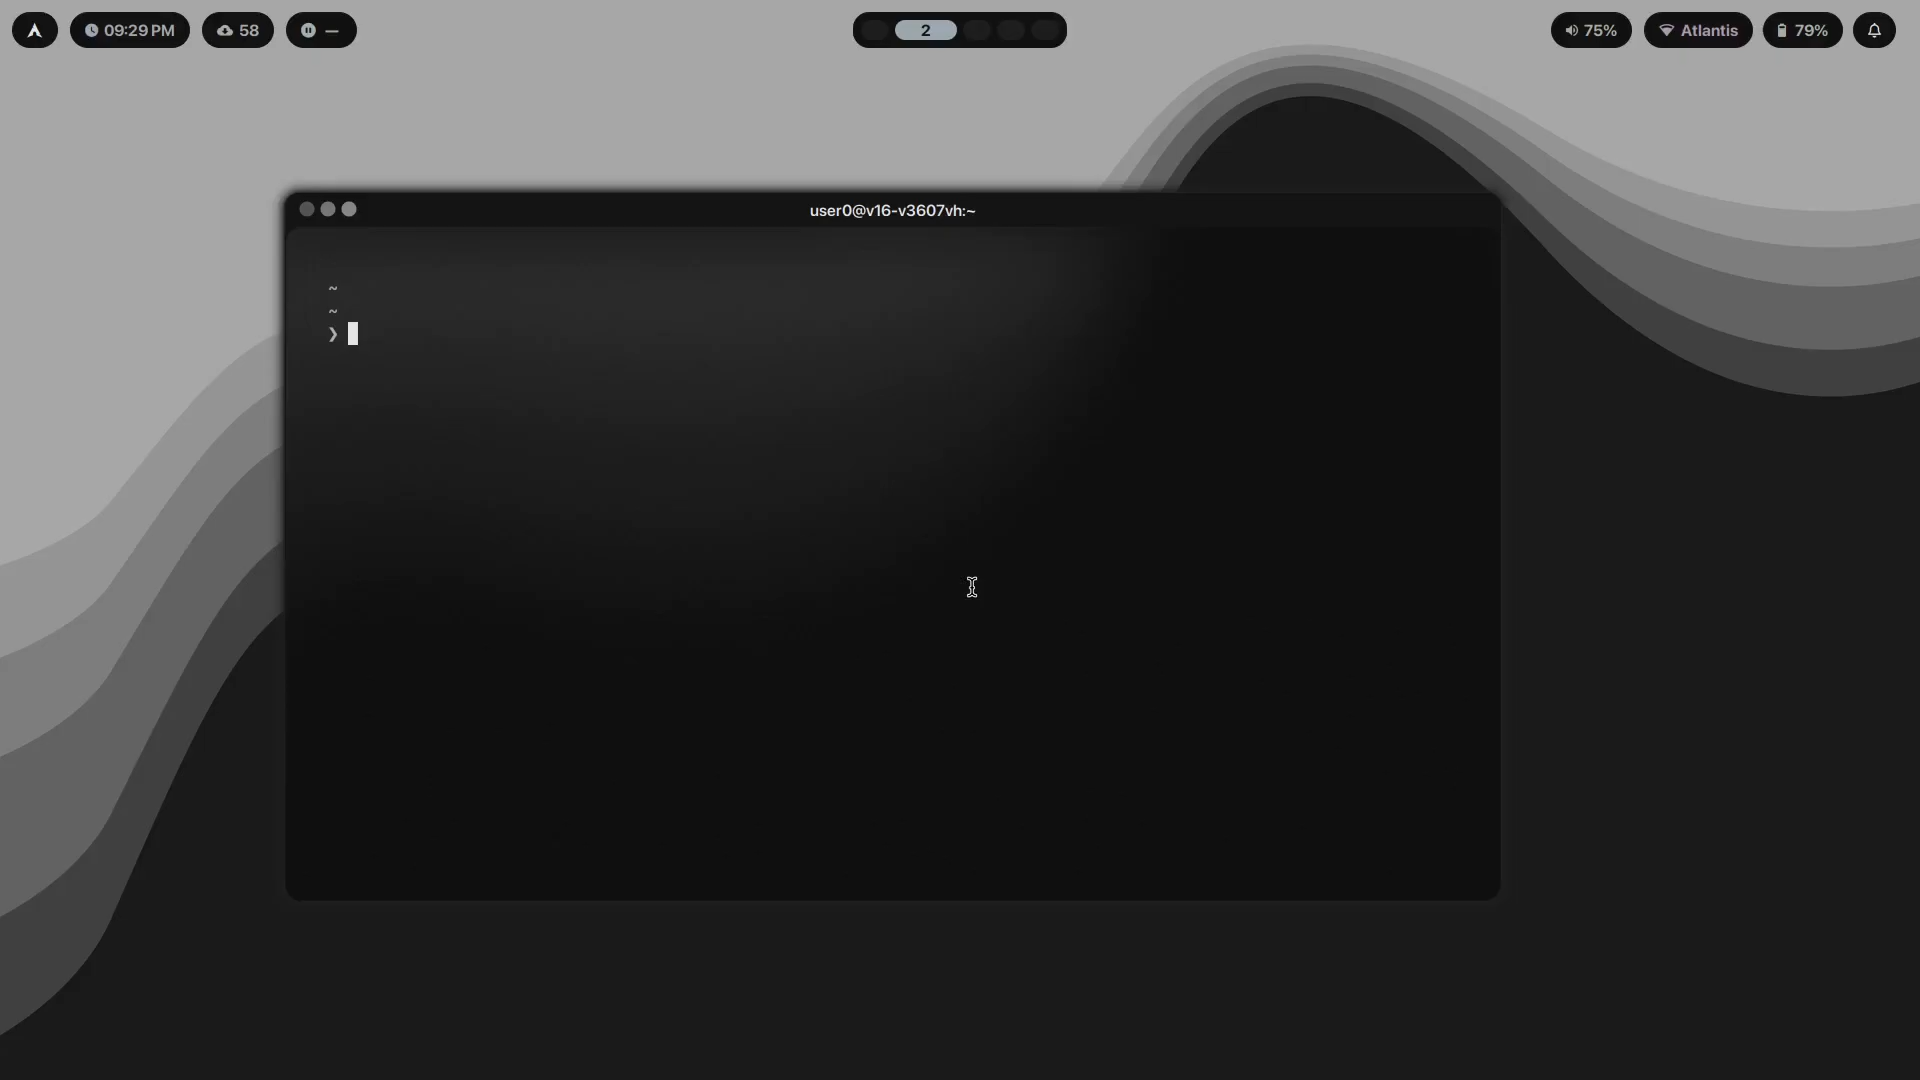 09:29 PM
58
—
2
75%
Atlantis
79%
user0@v16-v3607vh:~
~
~
❯